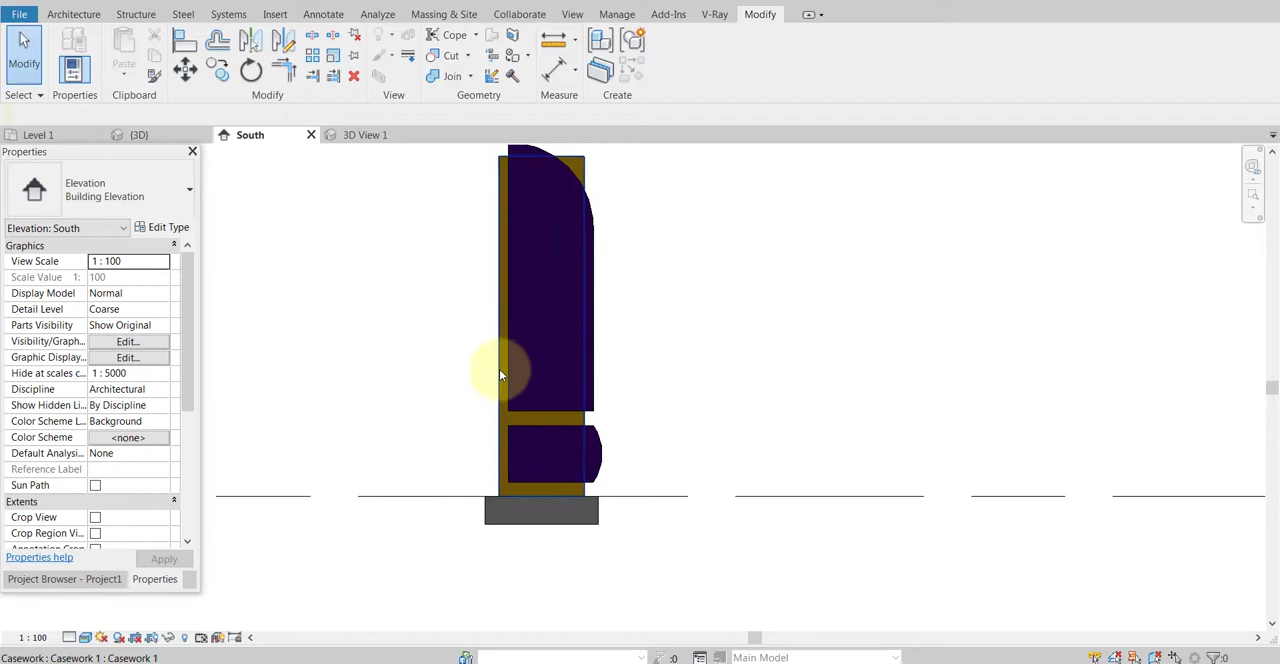 File Architecture Structure Steel Systems Insert Annotate Analyze Massing & Site Collaborate View Manage Add-Ins V-Ray Modify
Modify Properties Paste Cope Cut Join
Select Properties Clipboard Modify View Geometry Measure Create
Level 1 {3D} South 3D View 1
Properties
Elevation
Building Elevation
Elevation: South Edit Type
Graphics
View Scale 1 : 100
Scale Value 1: 100
Display Model Normal
Detail Level Coarse
Parts Visibility Show Original
Visibility/Graph... Edit...
Graphic Display... Edit...
Hide at scales c... 1 : 5000
Discipline Architectural
Show Hidden Li... By Discipline
Color Scheme L... Background
Color Scheme <none>
Default Analysi... None
Reference Label
Sun Path
Extents
Crop View
Crop Region Vi...
Annotation Crop
Properties help Apply
Project Browser - Project1 Properties
1 : 100
Casework : Casework 1 : Casework 1 :0 Main Model :0